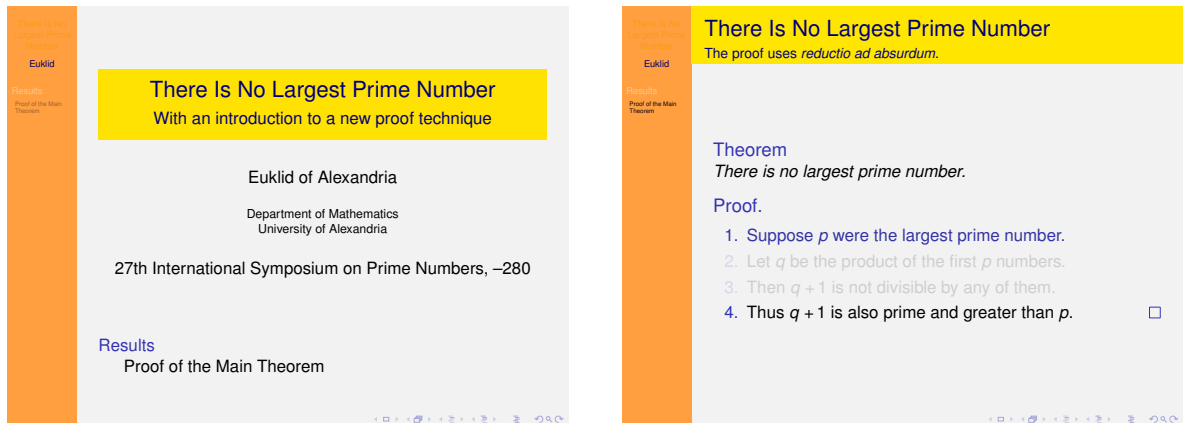 There Is No
Largest Prime
Number
Euklid
Results
Proof of the Main
Theorem
There Is No Largest Prime Number
With an introduction to a new proof technique
Euklid of Alexandria
Department of Mathematics
University of Alexandria
27th International Symposium on Prime Numbers, –280
Results
Proof of the Main Theorem
There Is No
Largest Prime
Number
Euklid
Results
Proof of the Main
Theorem
There Is No Largest Prime Number
The proof uses reductio ad absurdum.
Theorem
There is no largest prime number.
Proof.
1. Suppose p were the largest prime number.
2. Let q be the product of the first p numbers.
3. Then q + 1 is not divisible by any of them.
4. Thus q + 1 is also prime and greater than p.